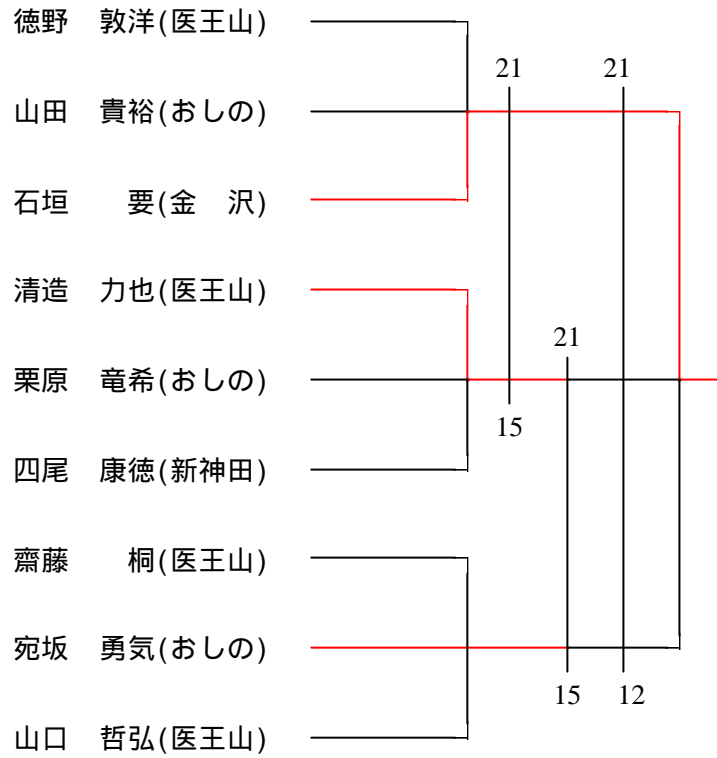 徳野　敦洋(医王山)
21 21
山田　貴裕(おしの)
石垣　　要(金　沢)
清造　力也(医王山)
21
栗原　竜希(おしの)
15
四尾　康徳(新神田)
齋藤　　桐(医王山)
宛坂　勇気(おしの)
15 12
山口　哲弘(医王山)